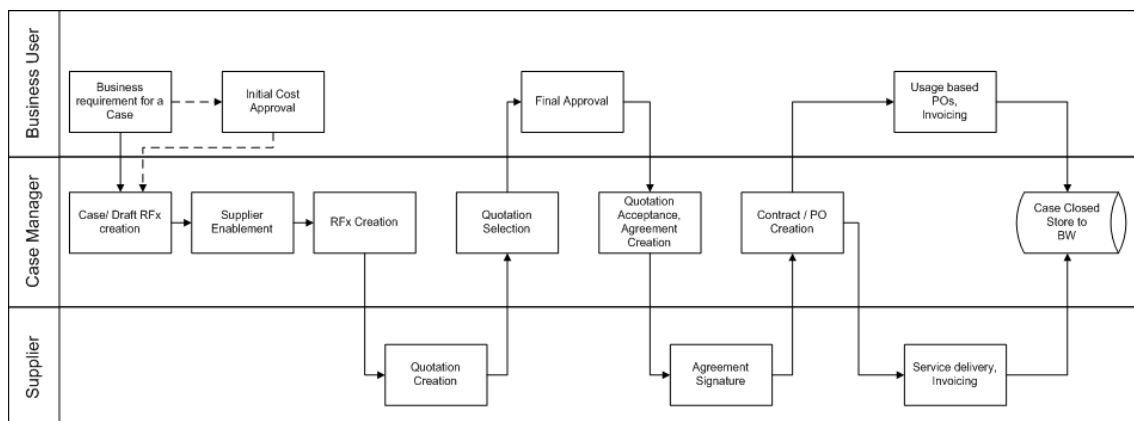 Business User
Business
requirement for a
Case
Initial Cost
Approval
Final Approval
Usage based
POs,
Invoicing
Case Manager
Case/ Draft RFx
creation
Supplier
Enablement
RFx Creation
Quotation
Selection
Quotation
Acceptance,
Agreement
Creation
Contract / PO
Creation
Case Closed
Store to
BW
Supplier
Quotation
Creation
Agreement
Signature
Service delivery,
Invoicing